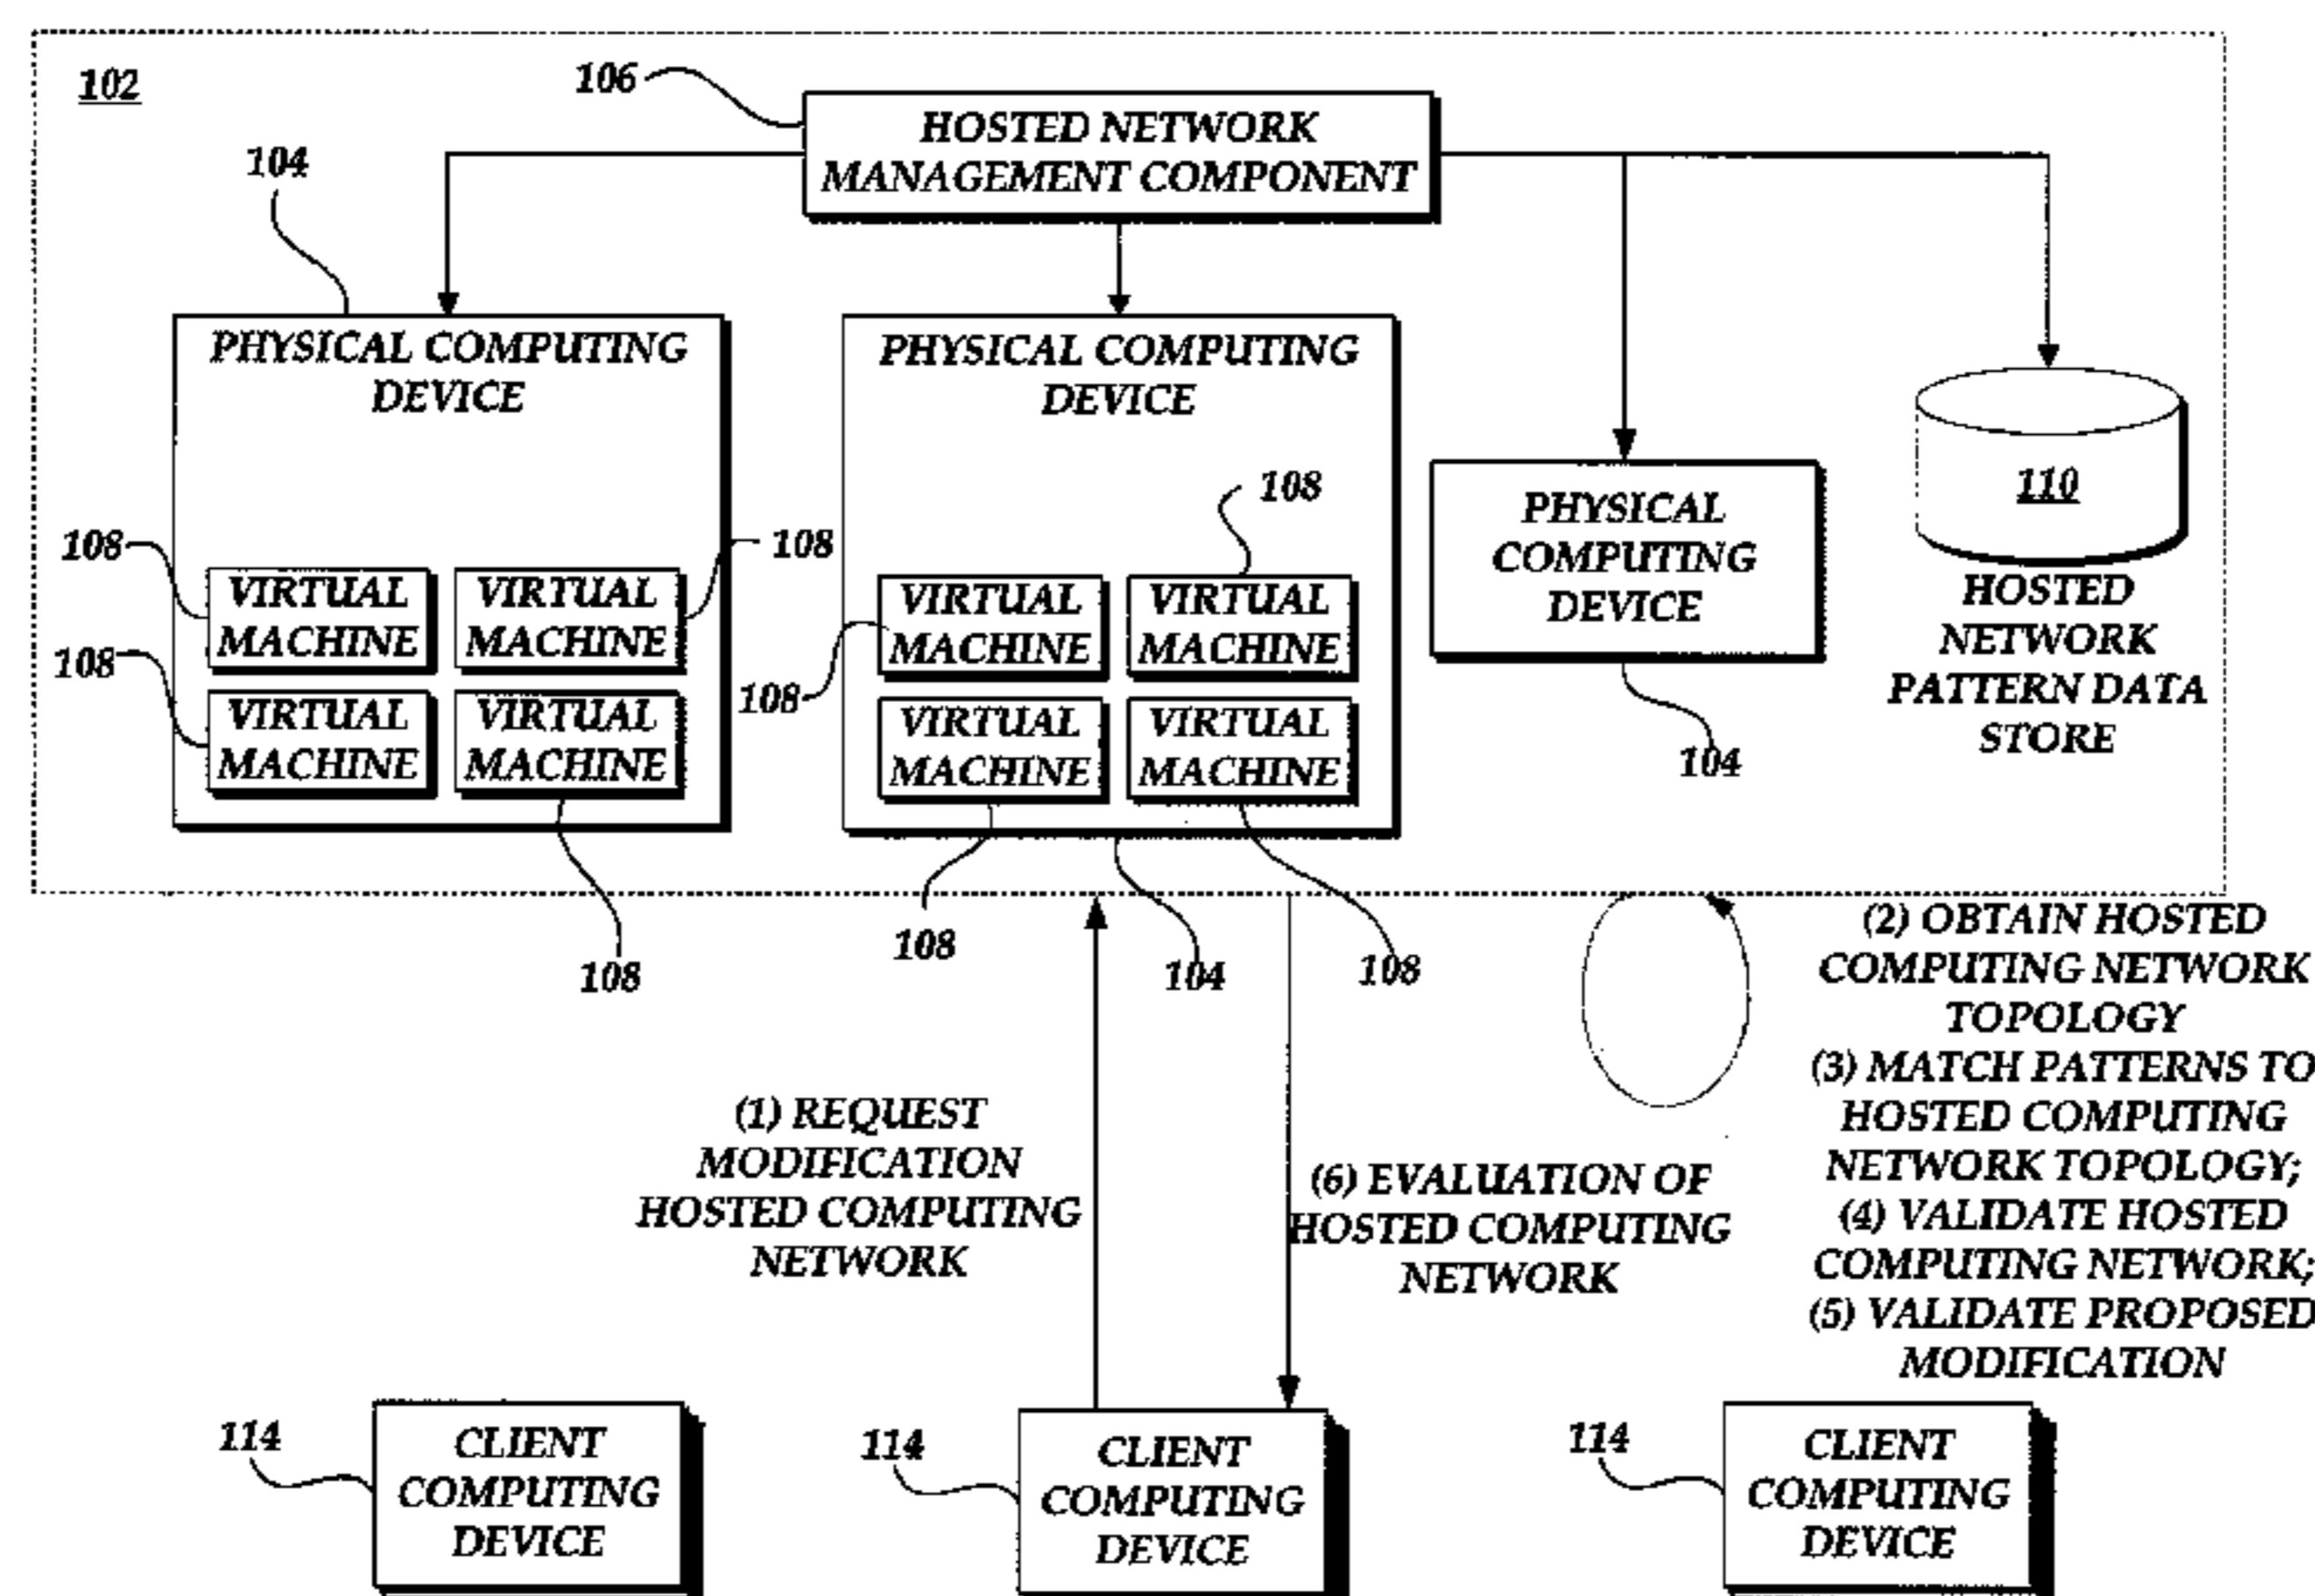 102
106
HOSTED NETWORK
MANAGEMENT COMPONENT
104
PHYSICAL COMPUTING
DEVICE
108
108
VIRTUAL
MACHINE
VIRTUAL
MACHINE
108
VIRTUAL
MACHINE
VIRTUAL
MACHINE
108
PHYSICAL COMPUTING
DEVICE
108
VIRTUAL
MACHINE
VIRTUAL
MACHINE
108
VIRTUAL
MACHINE
VIRTUAL
MACHINE
108
104
108
PHYSICAL
COMPUTING
DEVICE
104
110
HOSTED
NETWORK
PATTERN DATA
STORE
(1) REQUEST
MODIFICATION
HOSTED COMPUTING
NETWORK
(6) EVALUATION OF
HOSTED COMPUTING
NETWORK
(2) OBTAIN HOSTED
COMPUTING NETWORK
TOPOLOGY
(3) MATCH PATTERNS TO
HOSTED COMPUTING
NETWORK TOPOLOGY;
(4) VALIDATE HOSTED
COMPUTING NETWORK;
(5) VALIDATE PROPOSED
MODIFICATION
114
CLIENT
COMPUTING
DEVICE
114
CLIENT
COMPUTING
DEVICE
114
CLIENT
COMPUTING
DEVICE